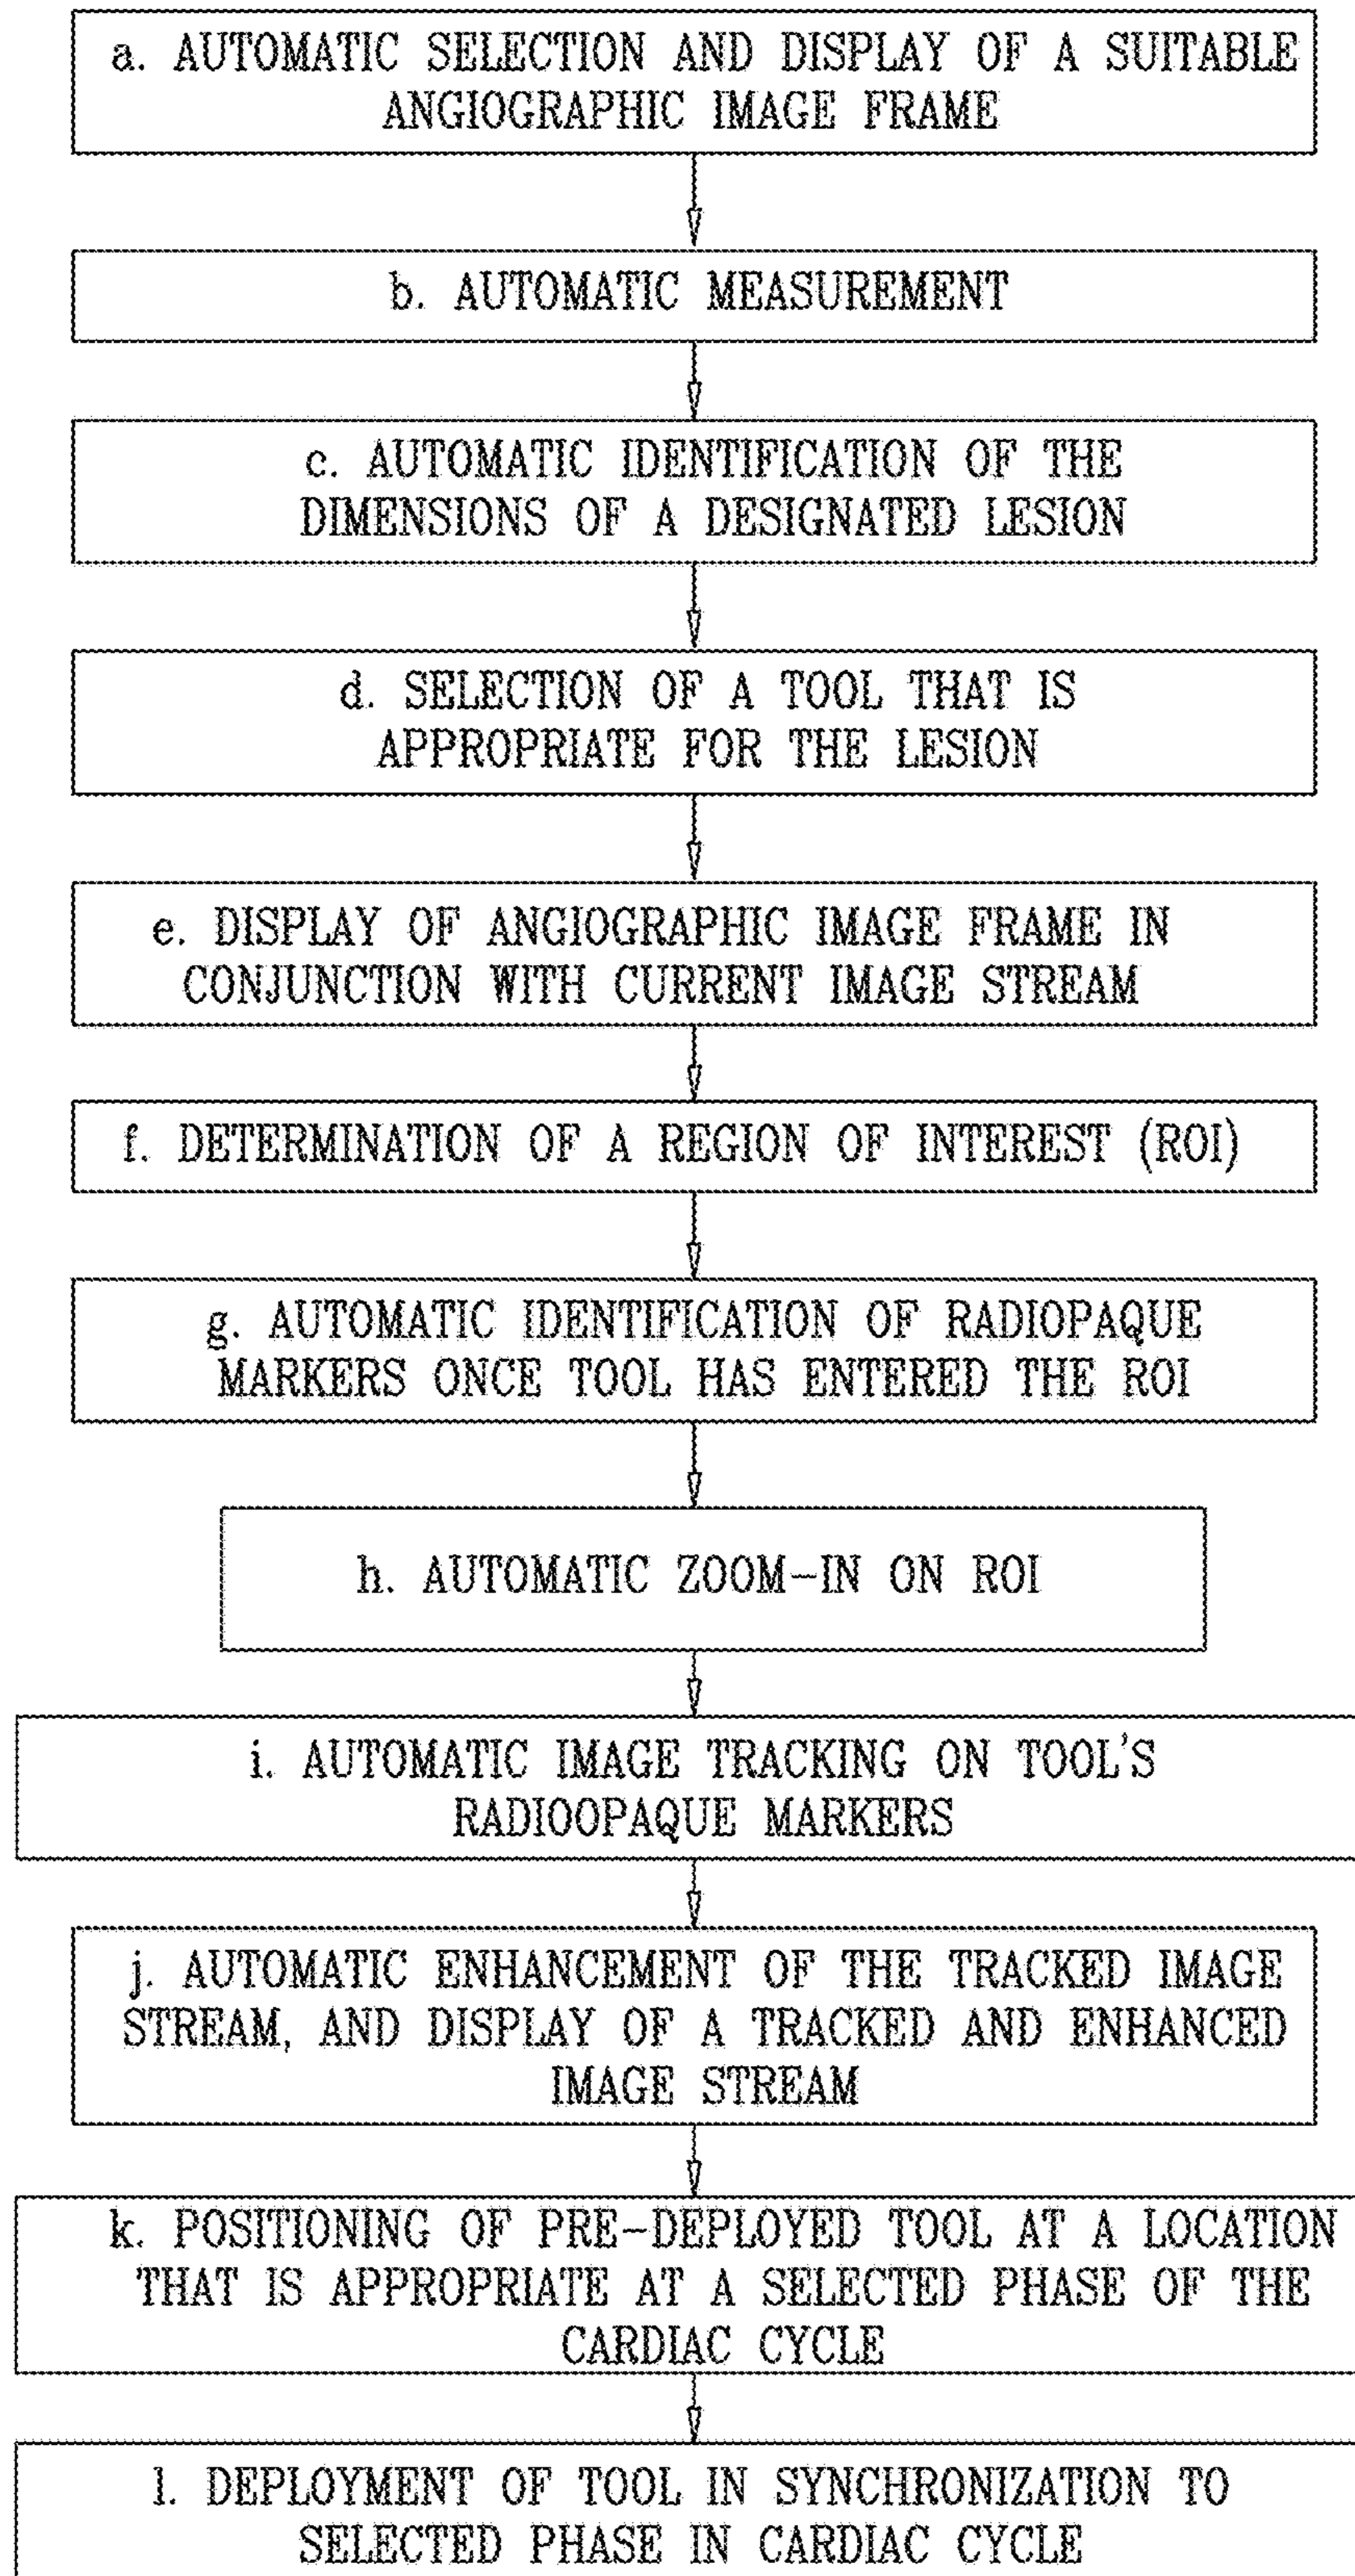 a. AUTOMATIC SELECTION AND DISPLAY OF A SUITABLE
ANGIOGRAPHIC IMAGE FRAME
b. AUTOMATIC MEASUREMENT
c. AUTOMATIC IDENTIFICATION OF THE
DIMENSIONS OF A DESIGNATED LESION
d. SELECTION OF A TOOL THAT IS
APPROPRIATE FOR THE LESION
e. DISPLAY OF ANGIOGRAPHIC IMAGE FRAME IN
CONJUNCTION WITH CURRENT IMAGE STREAM
f. DETERMINATION OF A REGION OF INTEREST (ROI)
g. AUTOMATIC IDENTIFICATION OF RADIOPAQUE
MARKERS ONCE TOOL HAS ENTERED THE ROI
h. AUTOMATIC ZOOM-IN ON ROI
i. AUTOMATIC IMAGE TRACKING ON TOOL'S
RADIOOPAQUE MARKERS
j. AUTOMATIC ENHANCEMENT OF THE TRACKED IMAGE
STREAM, AND DISPLAY OF A TRACKED AND ENHANCED
IMAGE STREAM
k. POSITIONING OF PRE-DEPLOYED TOOL AT A LOCATION
THAT IS APPROPRIATE AT A SELECTED PHASE OF THE
CARDIAC CYCLE
l. DEPLOYMENT OF TOOL IN SYNCHRONIZATION TO
SELECTED PHASE IN CARDIAC CYCLE